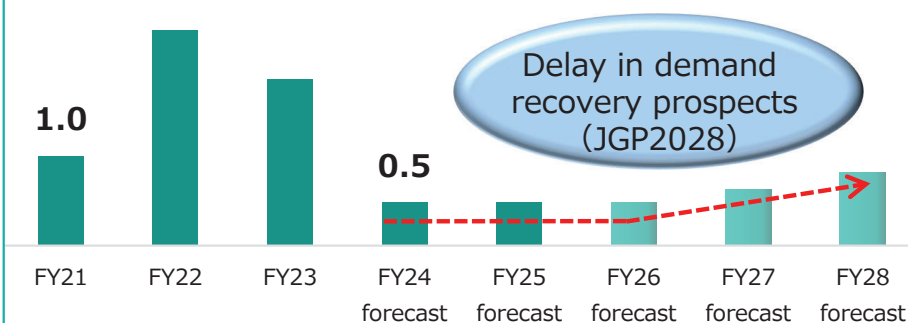 Delay in demand
recovery prospects
（JGP2028）
1.0
0.5
FY21 FY22 FY23 FY24 FY25 FY26 FY27 FY28
forecast forecast forecast forecast forecast